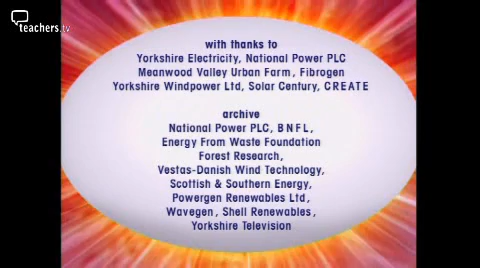 teachers.tv
with thanks to
Yorkshire Electricity, National Power PLC
Meanwood Valley Urban Farm, Fibrogen
Yorkshire Windpower Ltd, Solar Century, CREATE
archive
National Power PLC, BNFL,
Energy From Waste Foundation
Forest Research,
Vestas-Danish Wind Technology,
Scottish & Southern Energy,
Powergen Renewables Ltd,
Wavegen, Shell Renewables,
Yorkshire Television